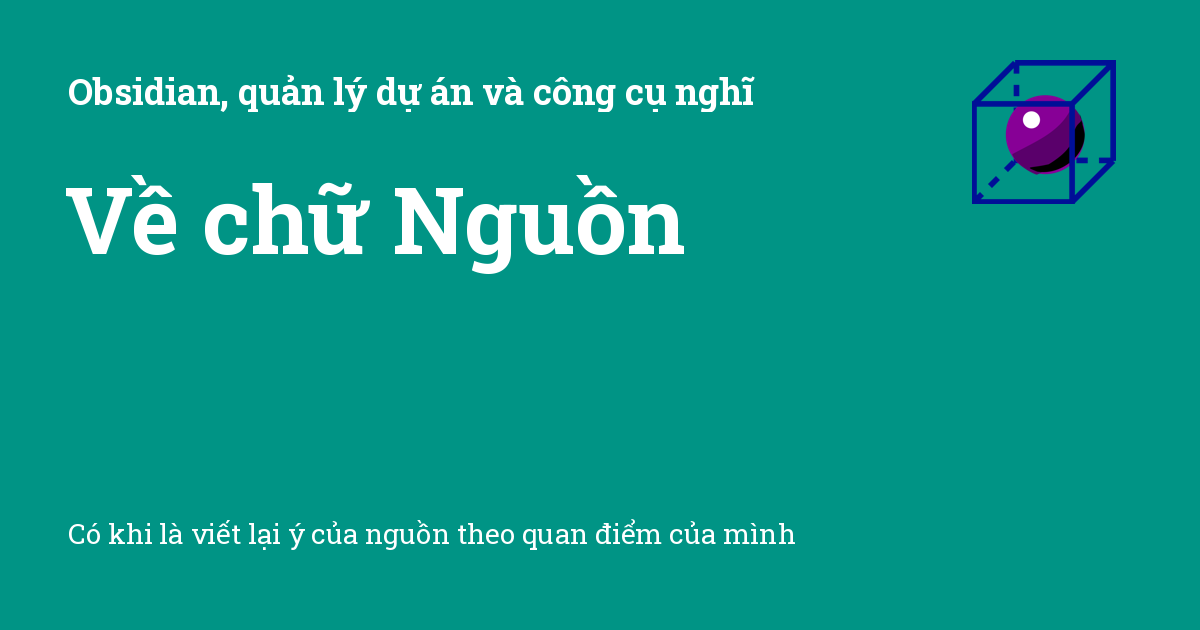 Obsidian, quản lý dự án và công cụ nghĩ
Về chữ Nguồn
Có khi là viết lại ý của nguồn theo quan điểm của mình